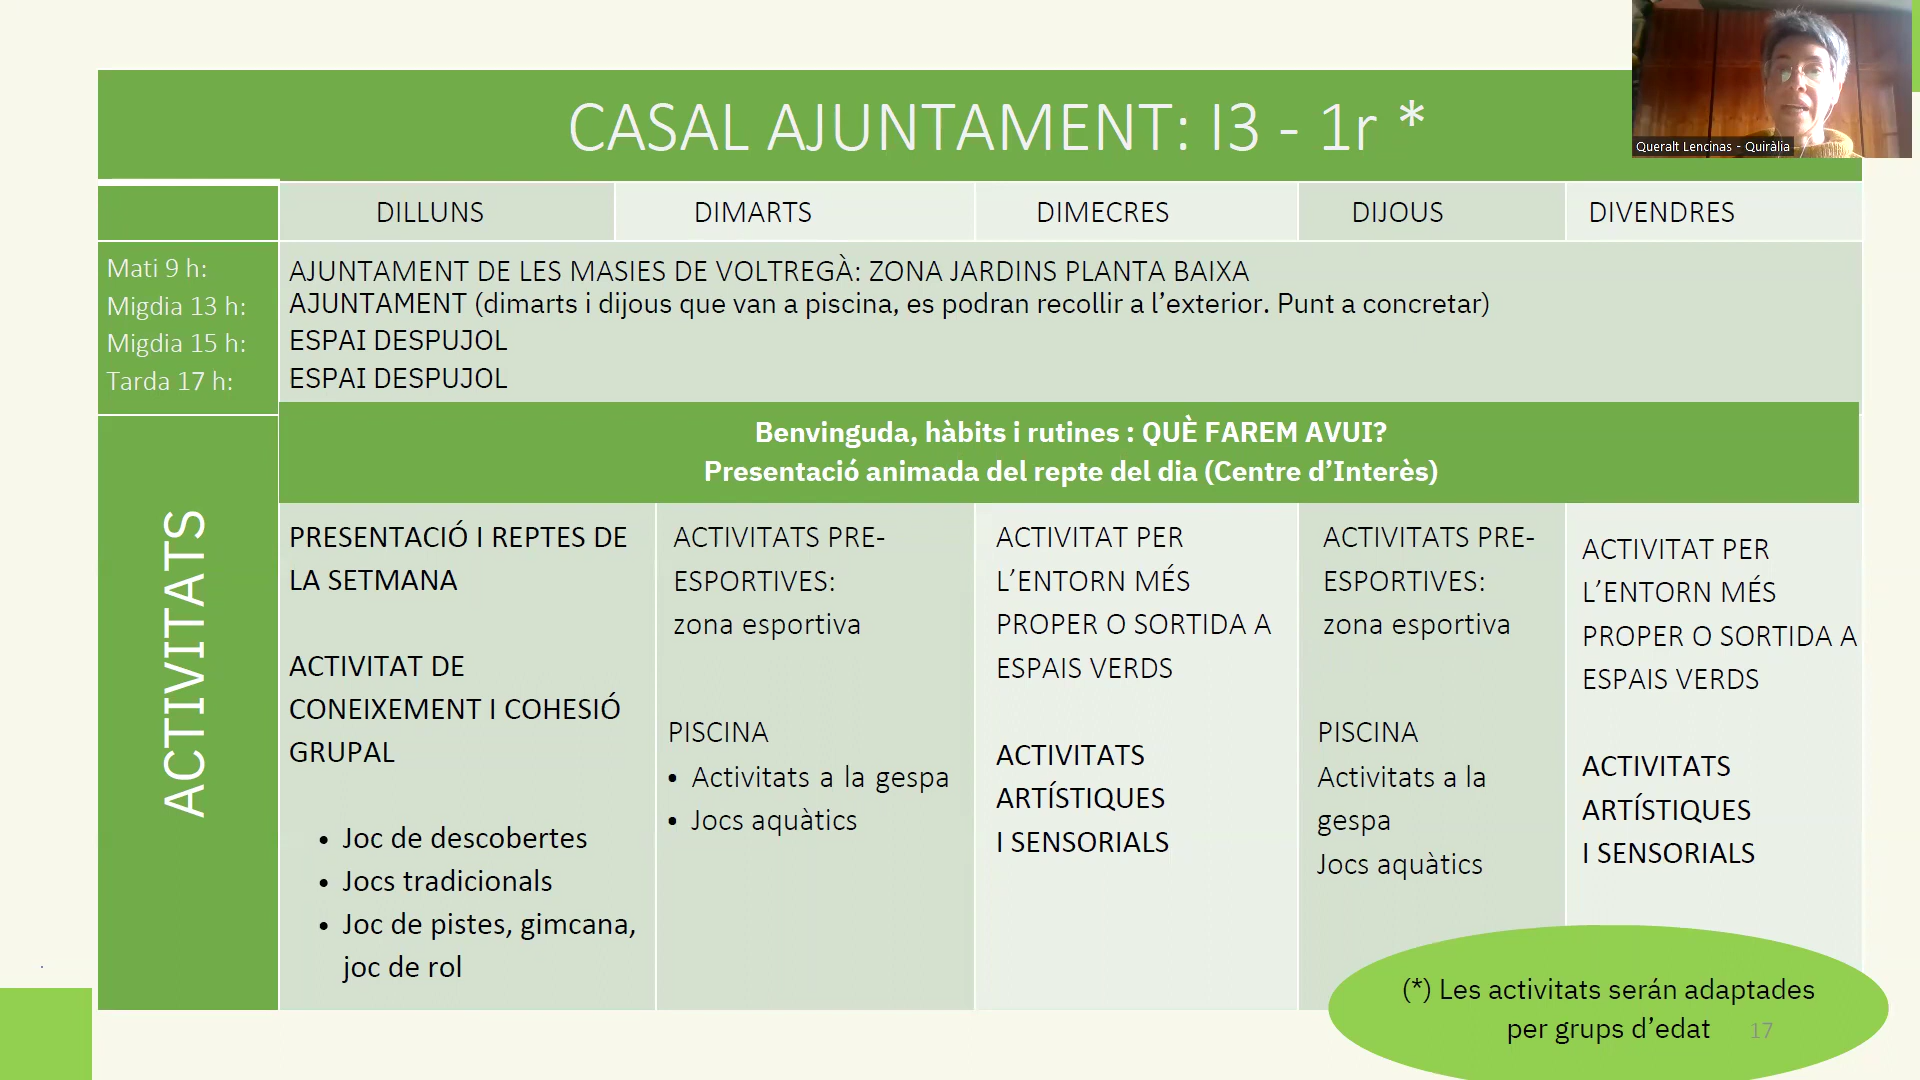 CASAL AJUNTAMENT: I3 - 1r *
Queralt Lencinas - Quiràlia
DILLUNS
DIMARTS
DIMECRES
DIJOUS
DIVENDRES
Mati 9 h:
Migdia 13 h:
Migdia 15 h:
Tarda 17 h:
AJUNTAMENT DE LES MASIES DE VOLTREGÀ: ZONA JARDINS PLANTA BAIXA
AJUNTAMENT (dimarts i dijous que van a piscina, es podran recollir a l’exterior. Punt a concretar)
ESPAI DESPUJOL
ESPAI DESPUJOL
Benvinguda, hàbits i rutines : QUÈ FAREM AVUI?
Presentació animada del repte del dia (Centre d’Interès)
ACTIVITATS
PRESENTACIÓ I REPTES DE
LA SETMANA
ACTIVITAT DE
CONEIXEMENT I COHESIÓ
GRUPAL
• Joc de descobertes
• Jocs tradicionals
• Joc de pistes, gimcana,
joc de rol
ACTIVITATS PRE-
ESPORTIVES:
zona esportiva
PISCINA
• Activitats a la gespa
• Jocs aquàtics
ACTIVITAT PER
L’ENTORN MÉS
PROPER O SORTIDA A
ESPAIS VERDS
ACTIVITATS
ARTÍSTIQUES
I SENSORIALS
ACTIVITATS PRE-
ESPORTIVES:
zona esportiva
PISCINA
Activitats a la
gespa
Jocs aquàtics
ACTIVITAT PER
L’ENTORN MÉS
PROPER O SORTIDA A
ESPAIS VERDS
ACTIVITATS
ARTÍSTIQUES
I SENSORIALS
(*) Les activitats serán adaptades
per grups d’edat
17